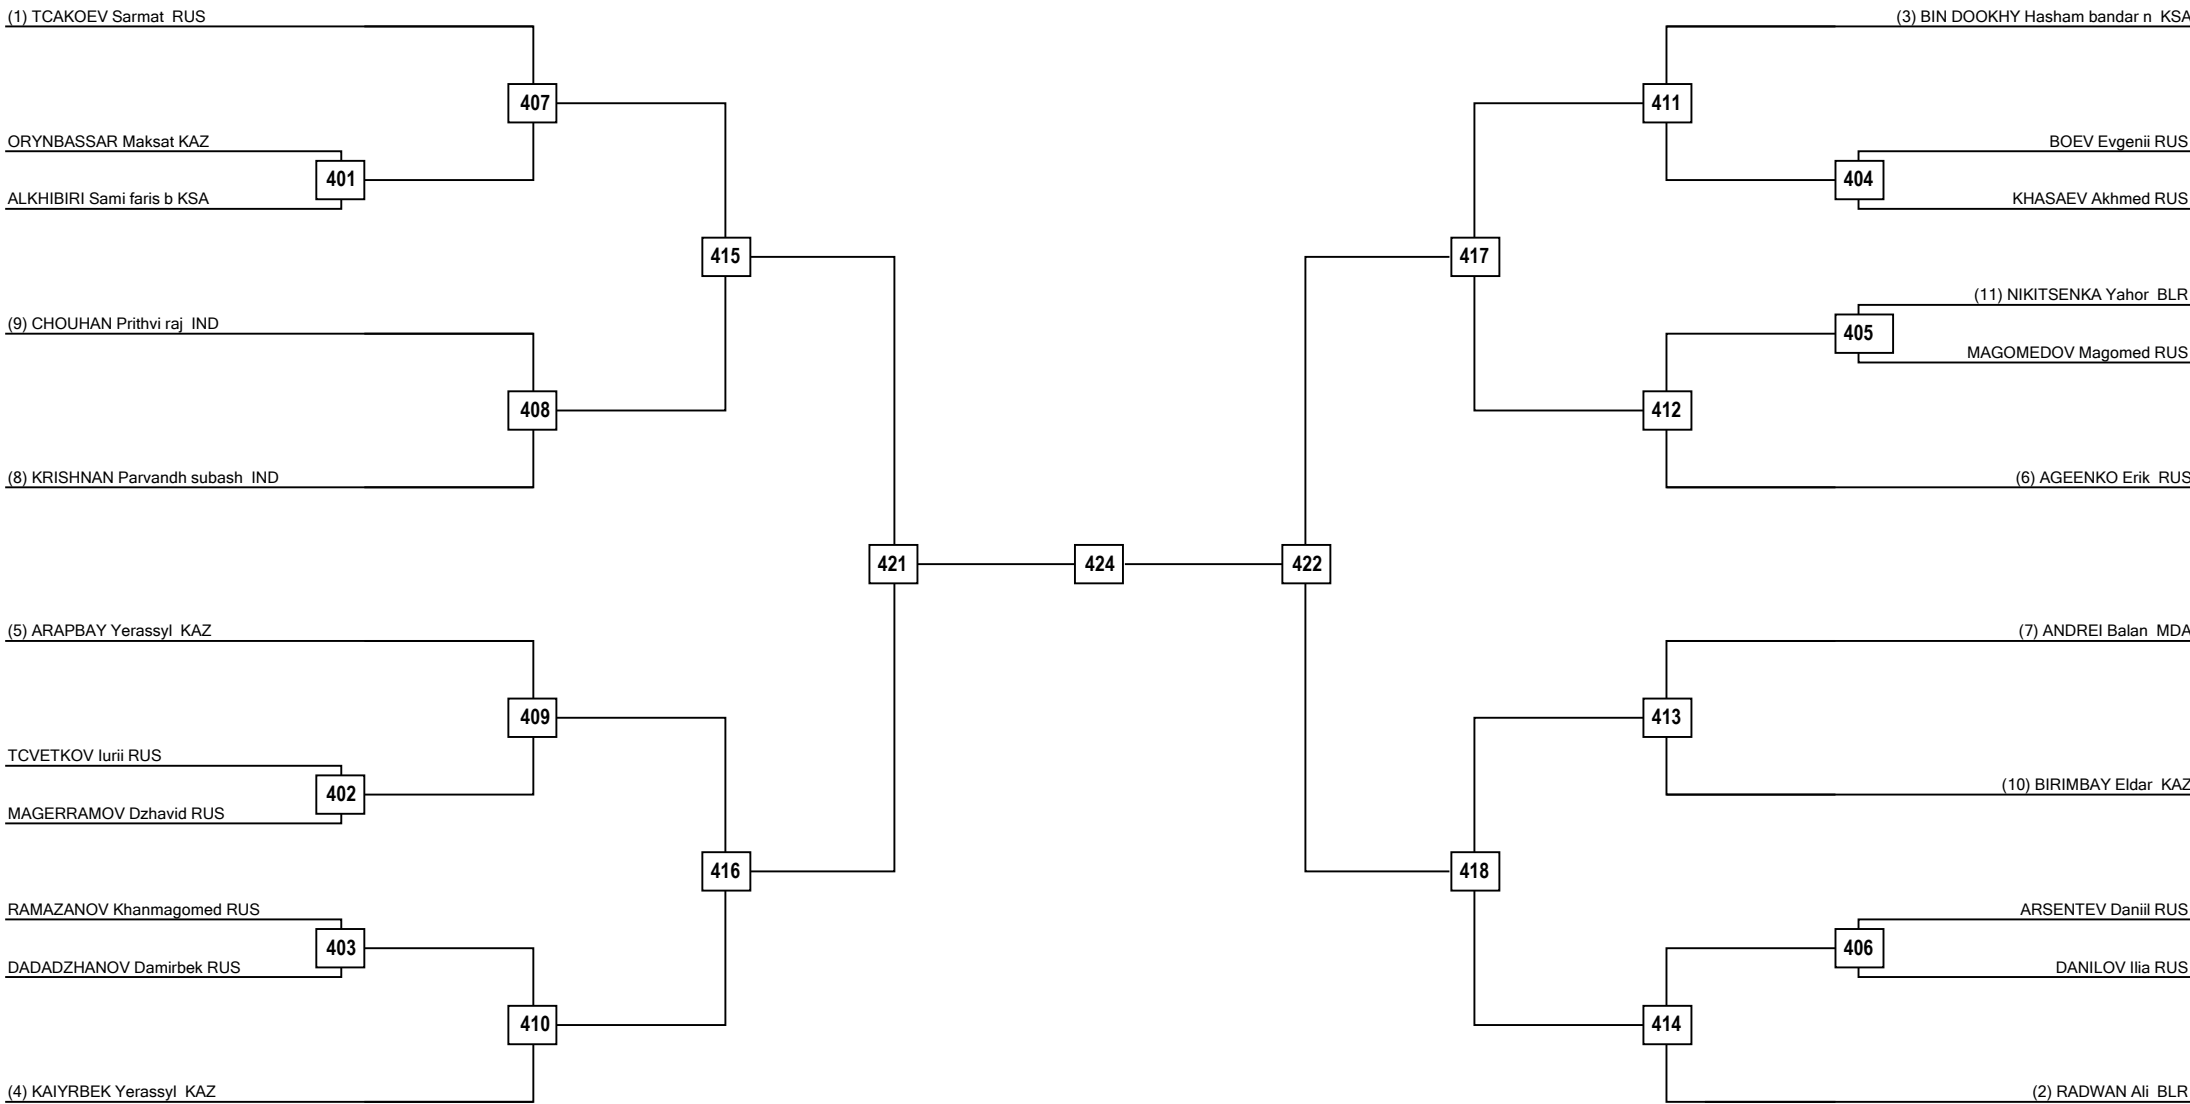 (1) TCAKOEV Sarmat RUS
ORYNBASSAR Maksat KAZ
ALKHIBIRI Sami faris b KSA
(9) CHOUHAN Prithvi raj IND
(8) KRISHNAN Parvandh subash IND
(5) ARAPBAY Yerassyl KAZ
TCVETKOV Iurii RUS
MAGERRAMOV Dzhavid RUS
RAMAZANOV Khanmagomed RUS
DADADZHANOV Damirbek RUS
(4) KAIYRBEK Yerassyl KAZ
401
402
403
407
408
409
410
415
416
421
424
422
417
418
411
412
413
414
404
405
406
(3) BIN DOOKHY Hasham bandar n KSA
BOEV Evgenii RUS
KHASAEV Akhmed RUS
(11) NIKITSENKA Yahor BLR
MAGOMEDOV Magomed RUS
(6) AGEENKO Erik RUS
(7) ANDREI Balan MDA
(10) BIRIMBAY Eldar KAZ
ARSENTEV Daniil RUS
DANILOV Ilia RUS
(2) RADWAN Ali BLR